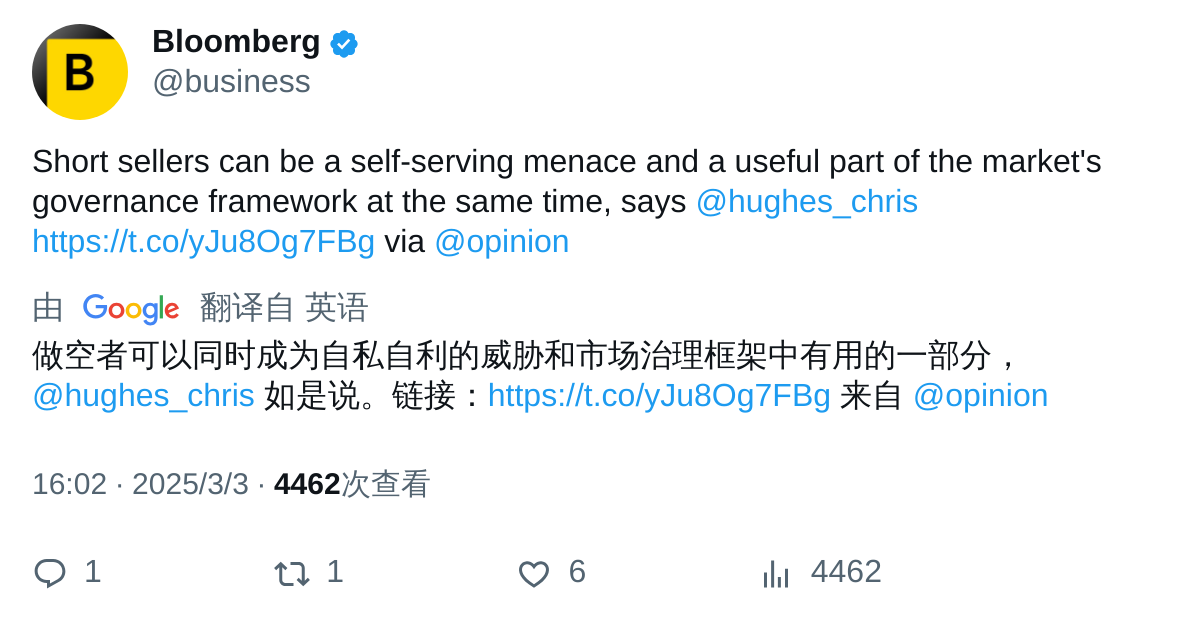 B
Bloomberg
@business
Short sellers can be a self-serving menace and a useful part of the market's
governance framework at the same time, says @hughes_chris
https://t.co/yJu8Og7FBg via @opinion
由 Google 翻译自 英语
做空者可以同时成为自私自利的威胁和市场治理框架中有用的一部分，
@hughes_chris 如是说。链接：https://t.co/yJu8Og7FBg 来自 @opinion
16:02 · 2025/3/3 · 4462次查看
1 1 6 4462